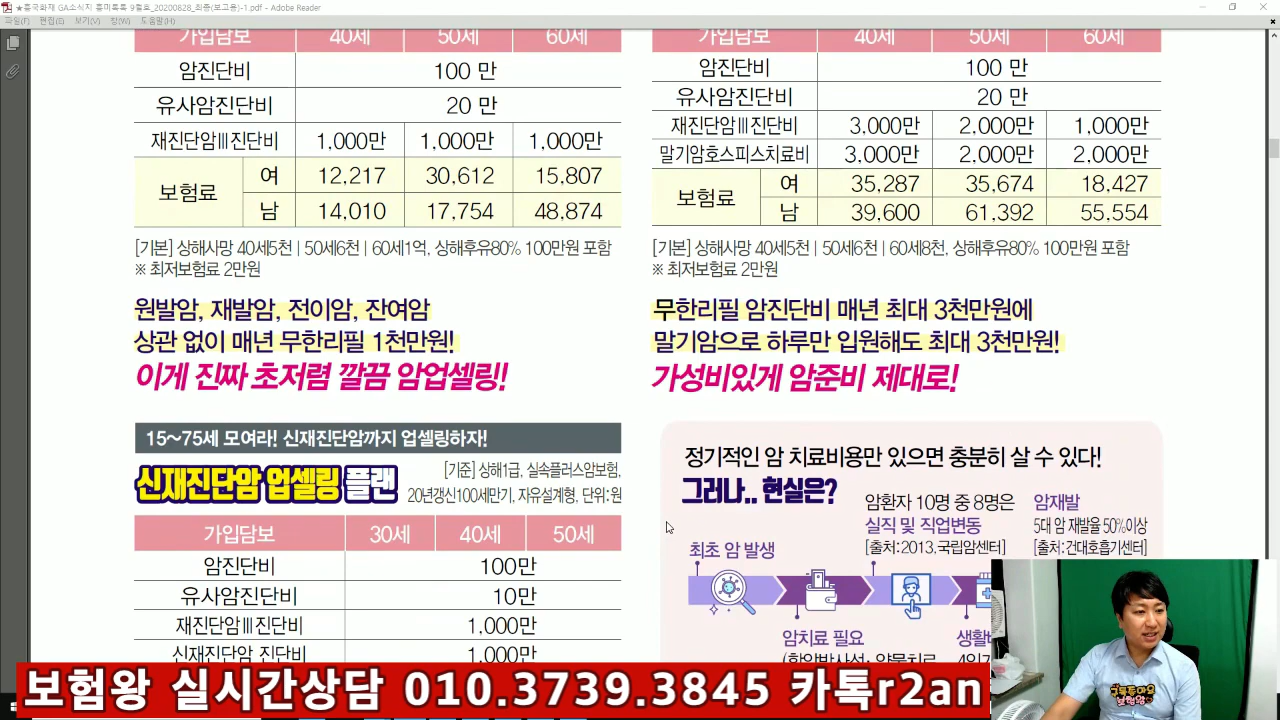 ★흥국화재 GA소식지 흥미톡톡 9월호_20200828_최종(보고용)-1.pdf - Adobe Reader
파일(F) 편집(E) 보기(V) 창(W) 도움말(H)
가입담보 40세 50세 60세
암진단비 100 만
유사암진단비 20 만
재진단암Ⅲ진단비 1,000만 1,000만 1,000만
보험료 여 12,217 30,612 15,807
남 14,010 17,754 48,874
[기본] 상해사망 40세5천 | 50세6천 | 60세1억, 상해후유80% 100만원 포함
※ 최저보험료 2만원
원발암, 재발암, 전이암, 잔여암
상관 없이 매년 무한리필 1천만원!
이게 진짜 초저렴 깔끔 암업셀링!
가입담보 40세 50세 60세
암진단비 100 만
유사암진단비 20 만
재진단암Ⅲ진단비 3,000만 2,000만 1,000만
말기암호스피스치료비 3,000만 2,000만 2,000만
보험료 여 35,287 35,674 18,427
남 39,600 61,392 55,554
[기본] 상해사망 40세5천 | 50세6천 | 60세8천, 상해후유80% 100만원 포함
※ 최저보험료 2만원
무한리필 암진단비 매년 최대 3천만원에
말기암으로 하루만 입원해도 최대 3천만원!
가성비있게 암준비 제대로!
15~75세 모여라! 신재진단암까지 업셀링하자!
신재진단암 업셀링 플랜
[기준] 상해1급, 실속플러스암보험,
20년갱신100세만기, 자유설계형, 단위:원
가입담보 30세 40세 50세
암진단비 100만
유사암진단비 10만
재진단암Ⅲ진단비 1,000만
신재진단암 진단비 1,000만
정기적인 암 치료비용만 있으면 충분히 살 수 있다!
그러나.. 현실은?
암환자 10명 중 8명은
실직 및 직업변동
[출처:2013,국립암센터]
암재발
5대 암 재발율 50%이상
[출처:건대호흡기센터]
최초 암 발생
암치료 필요
생활
보험왕 실시간상담 010.3739.3845 카톡r2an
보험왕